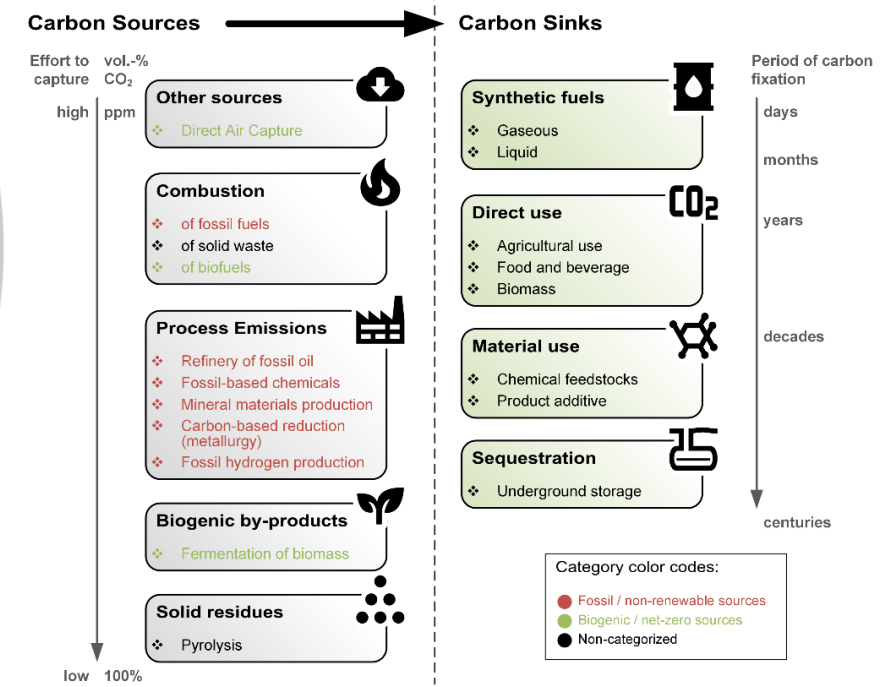 Carbon Sources
Carbon Sinks
Effort to capture
vol.-% CO₂
high
ppm
Other sources
Direct Air Capture
Combustion
of fossil fuels
of solid waste
of biofuels
Process Emissions
Refinery of fossil oil
Fossil-based chemicals
Mineral materials production
Carbon-based reduction
(metallurgy)
Fossil hydrogen production
Biogenic by-products
Fermentation of biomass
Solid residues
Pyrolysis
low
100%
Synthetic fuels
Gaseous
Liquid
Direct use
CO2
Agricultural use
Food and beverage
Biomass
Material use
Chemical feedstocks
Product additive
Sequestration
Underground storage
Period of carbon
fixation
days
months
years
decades
centuries
Category color codes:
Fossil / non-renewable sources
Biogenic / net-zero sources
Non-categorized